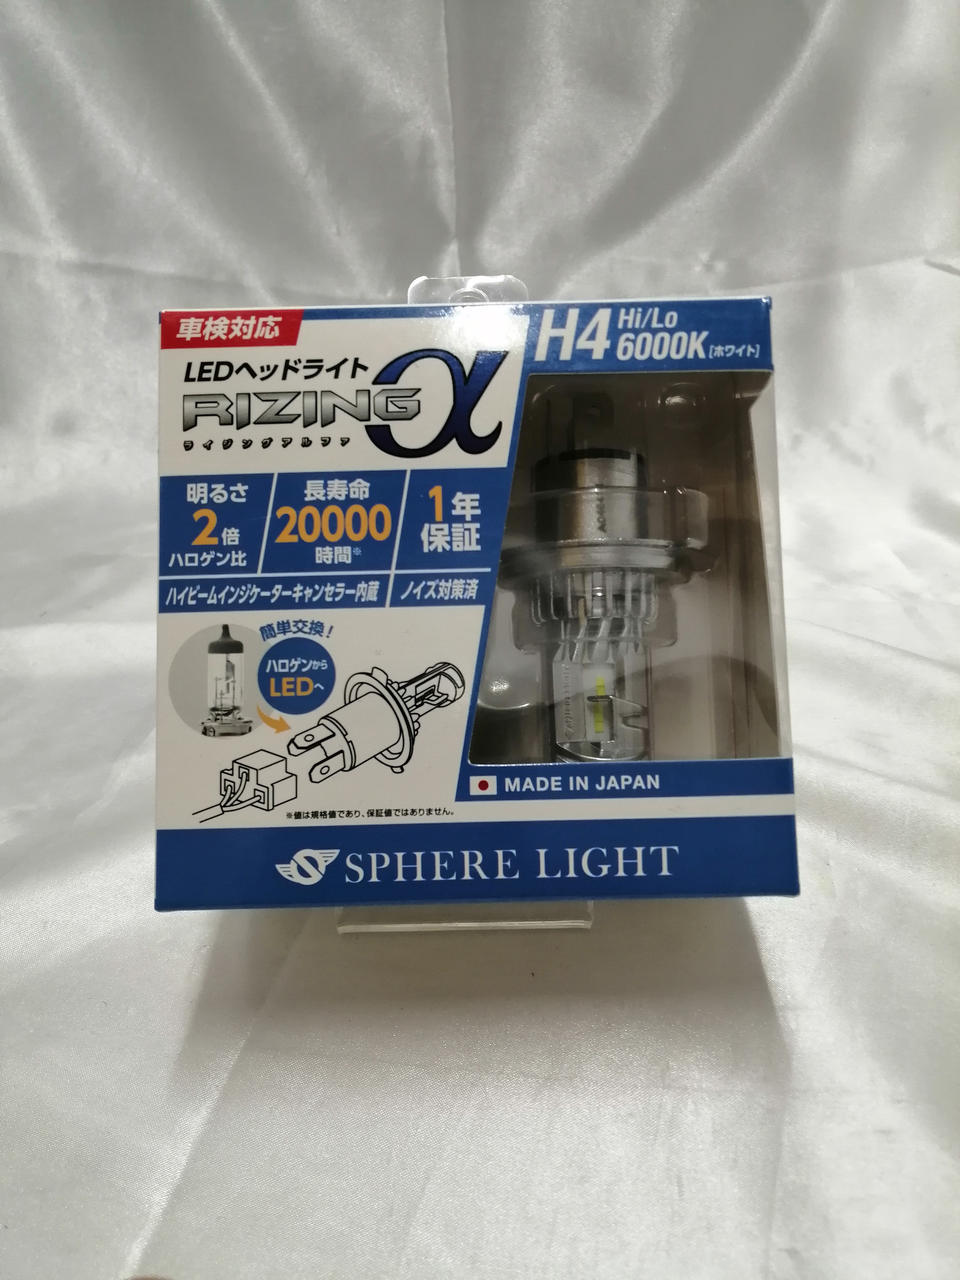 車検対応
LEDヘッドライト
RIZING α
ライジングアルファ
H4 Hi/Lo
6000K [ホワイト]
明るさ
2倍
ハロゲン比
長寿命
20000
時間※
1年
保証
ハイビームインジケーターキャンセラー内蔵
ノイズ対策済
簡単交換!
ハロゲンから
LEDへ
※値は規格値であり、保証値ではありません。
MADE IN JAPAN
SPHERE LIGHT